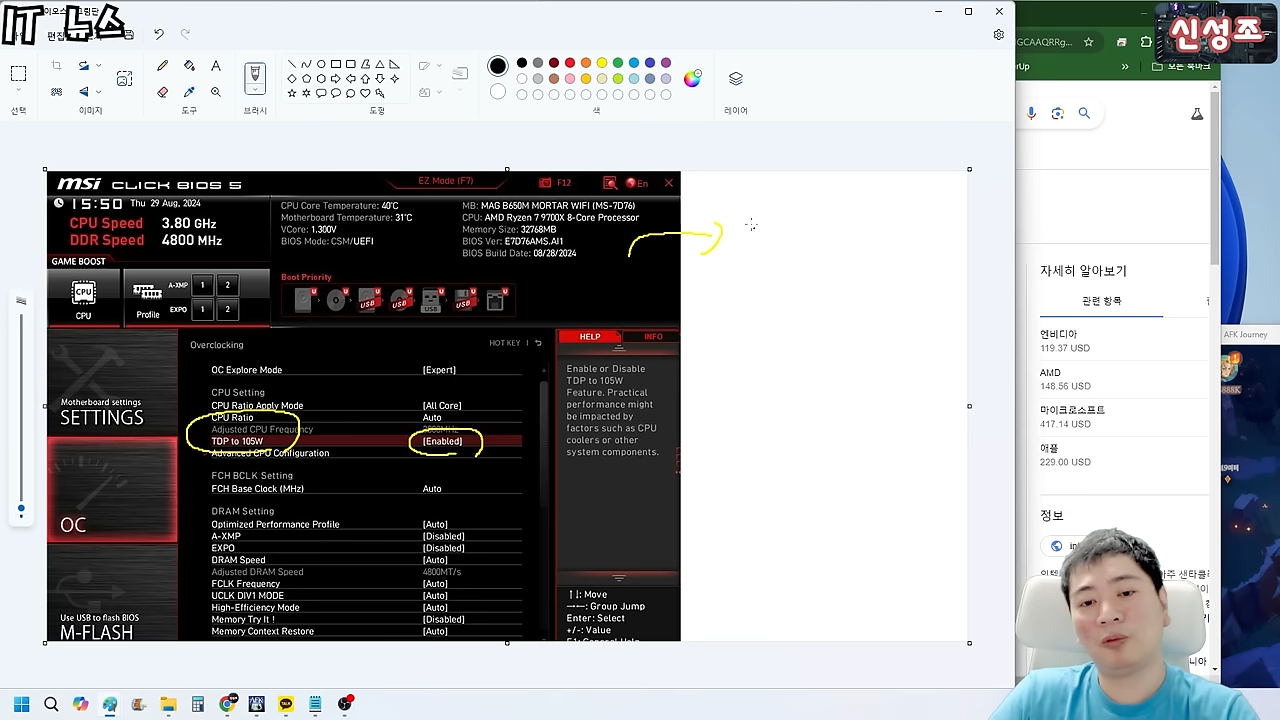 IT 뉴스
신성조
GCAAQRRg...
선택
이미지
도구
브러시
도형
색
레이어
msi CLICK BIOS 5
EZ Mode (F7)
F12
En
15:50 Thu 29 Aug, 2024
CPU Speed 3.80 GHz
DDR Speed 4800 MHz
CPU Core Temperature: 40°C
Motherboard Temperature: 31°C
VCore: 1.300V
BIOS Mode: CSM/UEFI
MB: MAG B650M MORTAR WIFI (MS-7D76)
CPU: AMD Ryzen 7 9700X 8-Core Processor
Memory Size: 32768MB
BIOS Ver: E7D76AMS.AI1
BIOS Build Date: 08/28/2024
GAME BOOST
CPU
Profile
A-XMP 1 2
EXPO 1 2
Boot Priority
USB USB USB USB
Motherboard settings
SETTINGS
OC
Use USB to flash BIOS
M-FLASH
Overclocking
HOT KEY
OC Explore Mode [Expert]
CPU Setting
CPU Ratio Apply Mode [All Core]
CPU Ratio Auto
Adjusted CPU Frequency
TDP to 105W [Enabled]
Advanced CPU Configuration
FCH BCLK Setting
FCH Base Clock (MHz) Auto
DRAM Setting
Optimized Performance Profile [Auto]
A-XMP [Disabled]
EXPO [Disabled]
DRAM Speed [Auto]
Adjusted DRAM Speed 4800MT/s
FCLK Frequency [Auto]
UCLK DIV1 MODE [Auto]
High-Efficiency Mode [Auto]
Memory Try It ! [Disabled]
Memory Context Restore [Auto]
HELP
INFO
Enable or Disable
TDP to 105W
Feature. Practical
performance might
be impacted by
factors such as CPU
coolers or other
system components.
↑↓: Move
→←: Group Jump
Enter: Select
+/-: Value
F1: General Help
자세히 알아보기
관련 항목
엔비디아
119.37 USD
AMD
148.56 USD
마이크로소프트
417.14 USD
애플
229.00 USD
정보
AFK Journey
888K